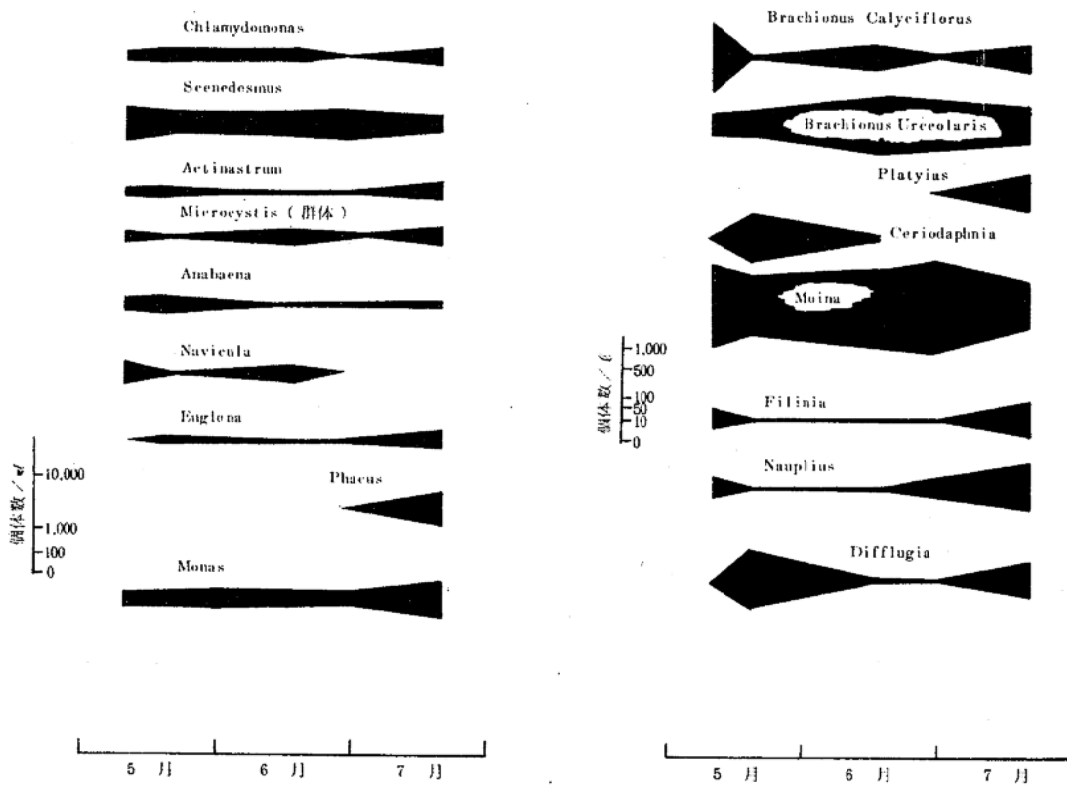 Chlamydomonas
Scenedesmus
Actinastrum
Microcystis ( 群体 )
Anabaena
Navicula
Euglena
Phacus
Monas
個体数/ml
10,000
1,000
100
0
5 月
6 月
7 月
Brachionus Calyciflorus
Brachionus Urceolaris
Platyias
Ceriodaphnia
Moina
Filinia
Nauplius
Difflugia
個体数/ℓ
1,000
500
100
50
10
0
5 月
6 月
7 月